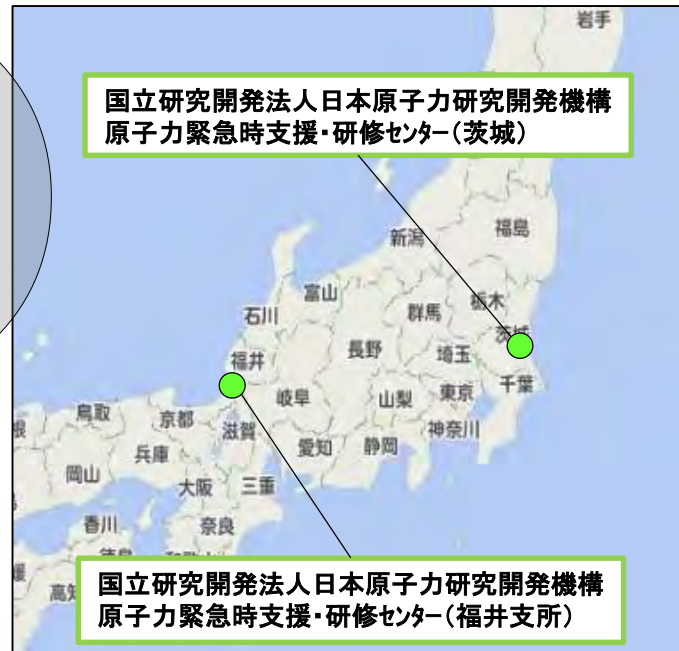 岩手
国立研究開発法人日本原子力研究開発機構
原子力緊急時支援・研修センター(茨城)
福島
新潟
富山
栃木
群馬
石川
茨城
長野
埼玉
福井
千葉
岐阜
山梨
東京
鳥取
京都
滋賀
神奈川
愛知
静岡
兵庫
岡山
大阪
三重
香川
奈良
国立研究開発法人日本原子力研究開発機構
原子力緊急時支援・研修センター(福井支所)